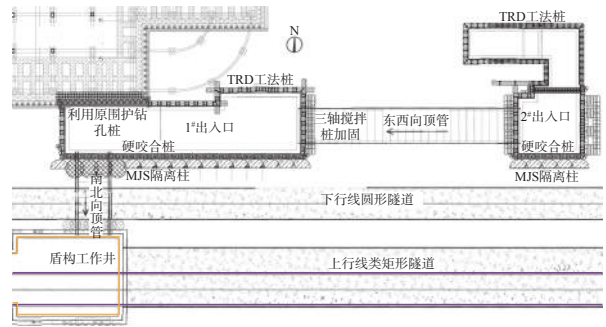 N
TRD工法桩
TRD工法桩
利用原围护钻
孔桩
1#出入口
硬咬合桩
三轴搅拌
桩加固
东西向顶管
2#出入口
硬咬合桩
MJS隔离柱
MJS隔离柱
南北向顶管
下行线圆形隧道
盾构工作井
上行线类矩形隧道